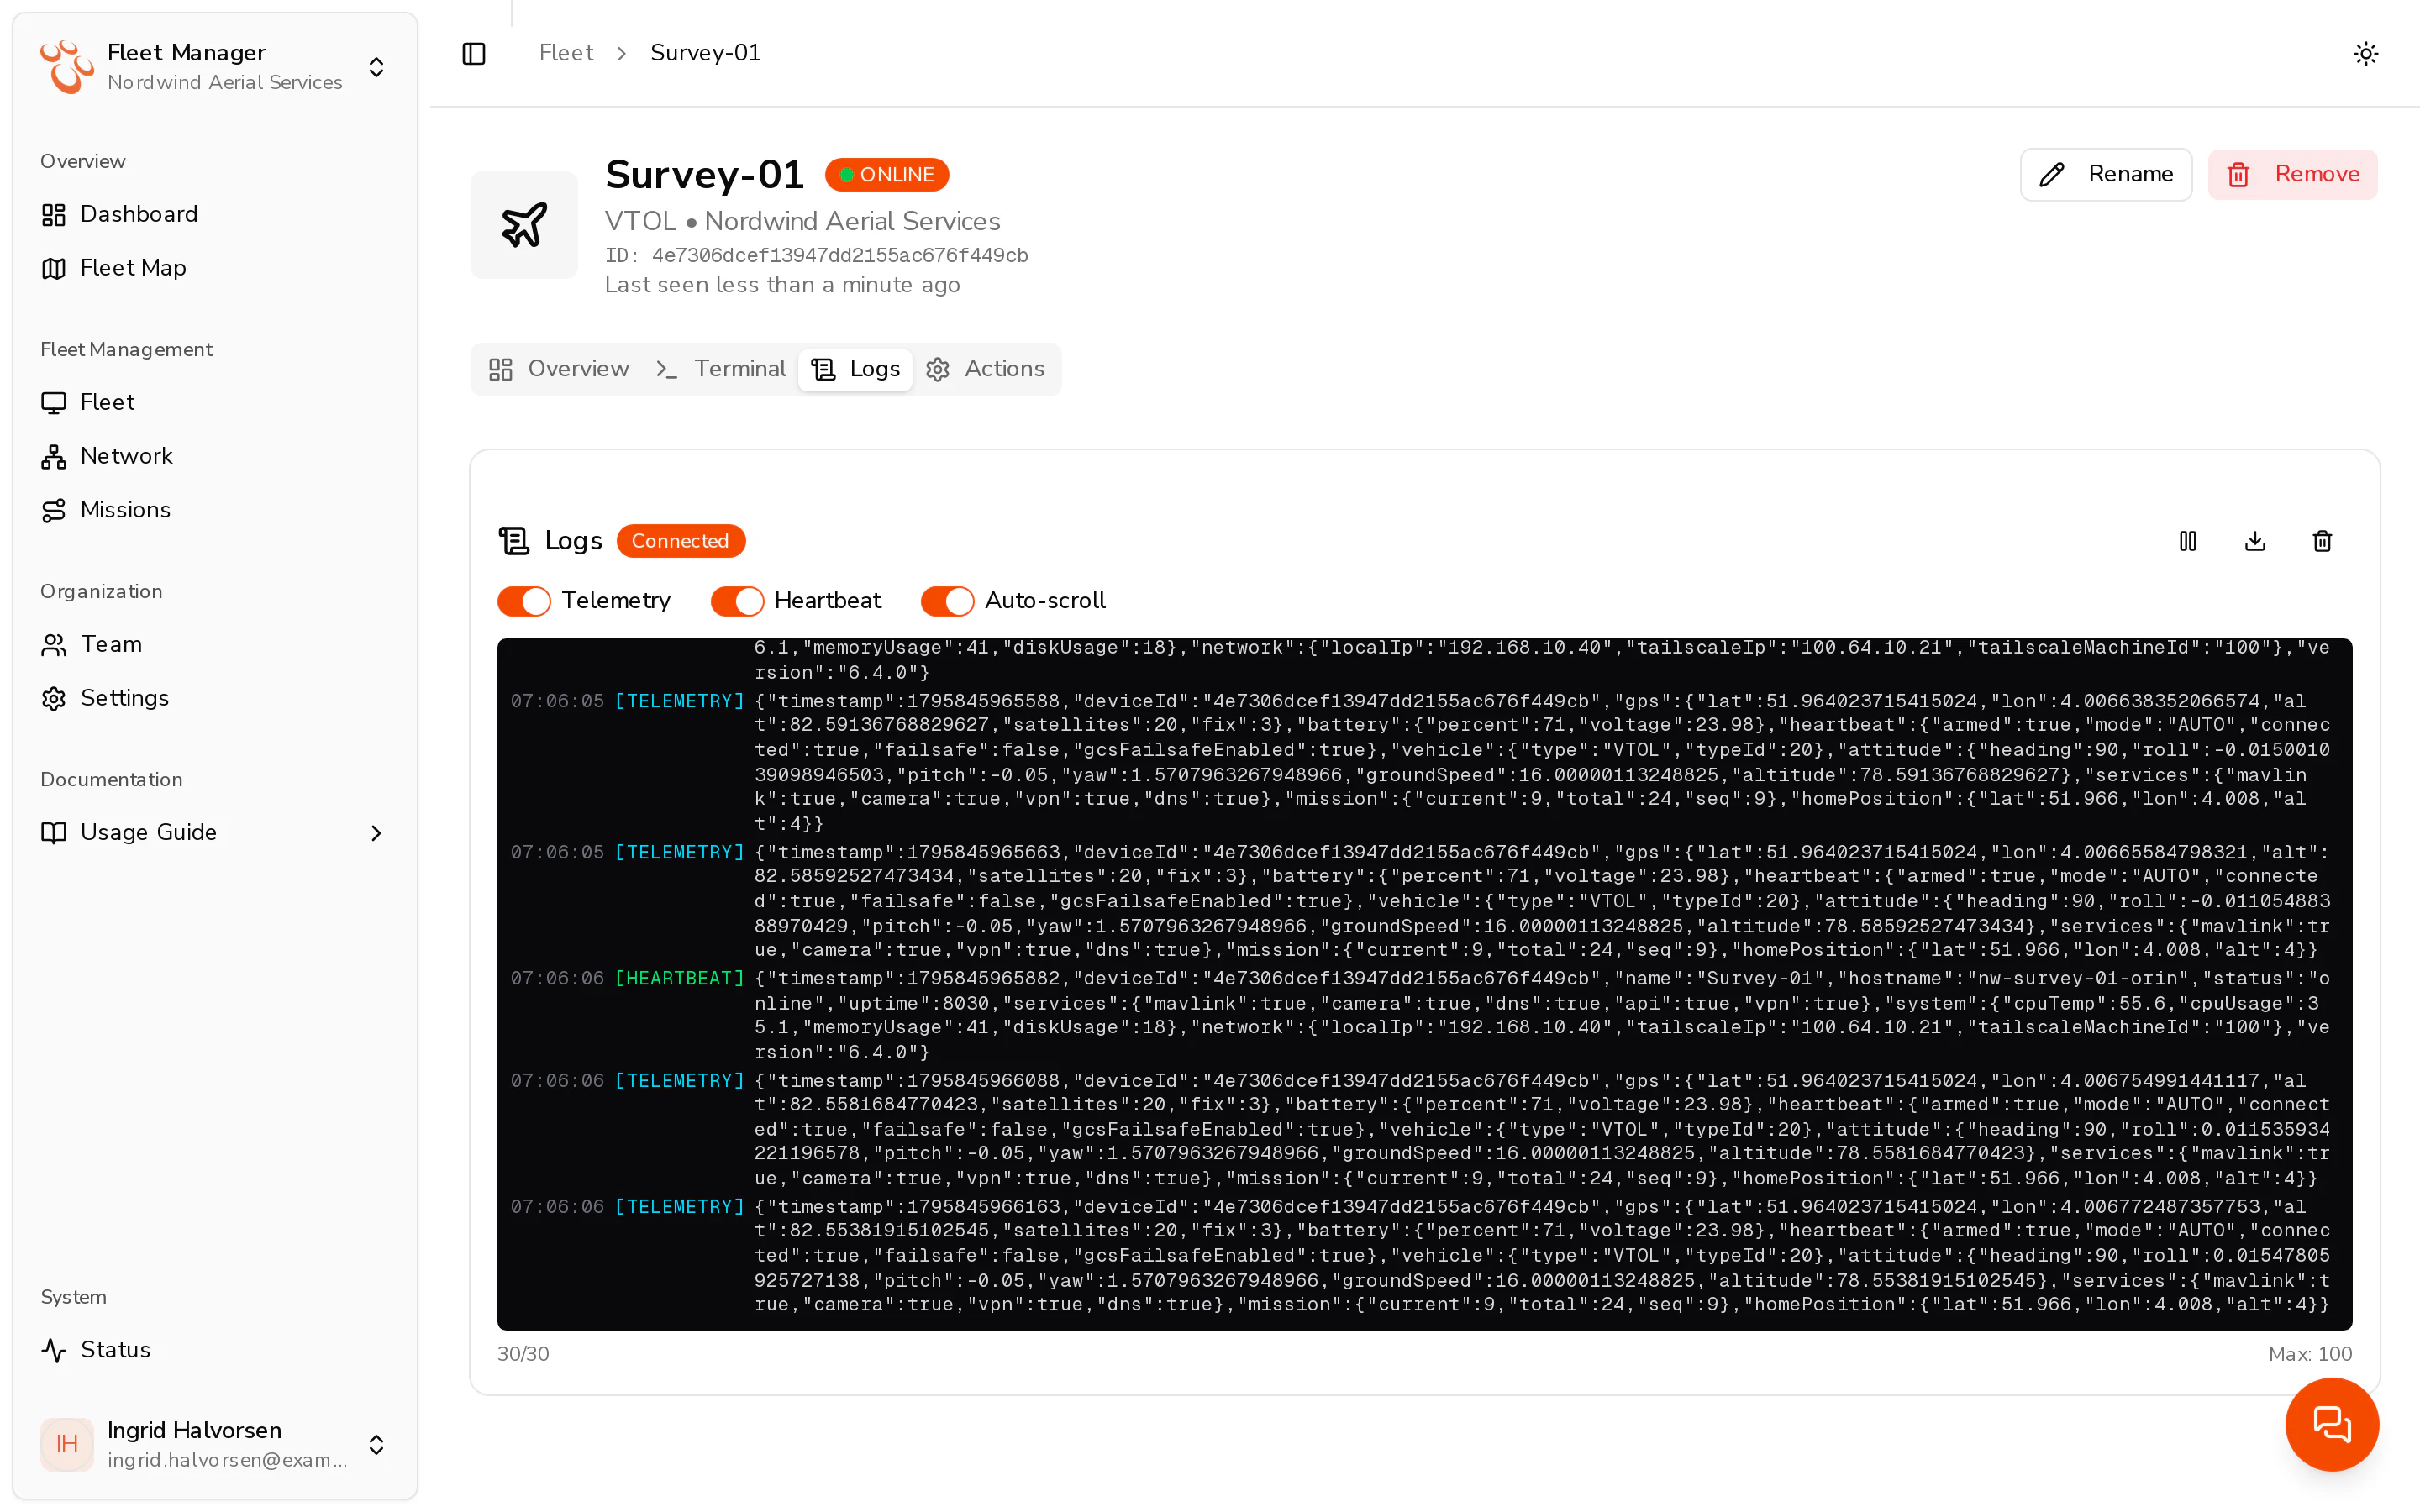 Fleet Manager
Nordwind Aerial Services
Overview
Dashboard
Fleet Map
Fleet Management
Fleet
Network
Missions
Organization
Team
Settings
Documentation
Usage Guide
System
Status
IH
Ingrid Halvorsen
ingrid.halvorsen@exam...
Fleet > Survey-01
Survey-01 ONLINE
VTOL • Nordwind Aerial Services
ID: 4e7306dcef13947dd2155ac676f449cb
Last seen less than a minute ago
Rename
Remove
Overview Terminal Logs Actions
Logs Connected
Telemetry Heartbeat Auto-scroll
6.1,"memoryUsage":41,"diskUsage":18},"network":{"localIp":"192.168.10.40","tailscaleIp":"100.64.10.21","tailscaleMachineId":"100"},"ve
rsion":"6.4.0"}
07:06:05 [TELEMETRY] {"timestamp":1795845965588,"deviceId":"4e7306dcef13947dd2155ac676f449cb","gps":{"lat":51.964023715415024,"lon":4.006638352066574,"al
t":82.59136768829627,"satellites":20,"fix":3},"battery":{"percent":71,"voltage":23.98},"heartbeat":{"armed":true,"mode":"AUTO","connec
ted":true,"failsafe":false,"gcsFailsafeEnabled":true},"vehicle":{"type":"VTOL","typeId":20},"attitude":{"heading":90,"roll":-0.0150010
39098946503,"pitch":-0.05,"yaw":1.5707963267948966,"groundSpeed":16.00000113248825,"altitude":78.59136768829627},"services":{"mavlin
k":true,"camera":true,"vpn":true,"dns":true},"mission":{"current":9,"total":24,"seq":9},"homePosition":{"lat":51.966,"lon":4.008,"al
t":4}}
07:06:05 [TELEMETRY] {"timestamp":1795845965663,"deviceId":"4e7306dcef13947dd2155ac676f449cb","gps":{"lat":51.964023715415024,"lon":4.00665584798321,"alt":
82.58592527473434,"satellites":20,"fix":3},"battery":{"percent":71,"voltage":23.98},"heartbeat":{"armed":true,"mode":"AUTO","connecte
d":true,"failsafe":false,"gcsFailsafeEnabled":true},"vehicle":{"type":"VTOL","typeId":20},"attitude":{"heading":90,"roll":-0.011054883
88970429,"pitch":-0.05,"yaw":1.5707963267948966,"groundSpeed":16.00000113248825,"altitude":78.58592527473434},"services":{"mavlink":tr
ue,"camera":true,"vpn":true,"dns":true},"mission":{"current":9,"total":24,"seq":9},"homePosition":{"lat":51.966,"lon":4.008,"alt":4}}
07:06:06 [HEARTBEAT] {"timestamp":1795845965882,"deviceId":"4e7306dcef13947dd2155ac676f449cb","name":"Survey-01","hostname":"nw-survey-01-orin","status":"o
nline","uptime":8030,"services":{"mavlink":true,"camera":true,"dns":true,"api":true,"vpn":true},"system":{"cpuTemp":55.6,"cpuUsage":3
5.1,"memoryUsage":41,"diskUsage":18},"network":{"localIp":"192.168.10.40","tailscaleIp":"100.64.10.21","tailscaleMachineId":"100"},"ve
rsion":"6.4.0"}
07:06:06 [TELEMETRY] {"timestamp":1795845966088,"deviceId":"4e7306dcef13947dd2155ac676f449cb","gps":{"lat":51.964023715415024,"lon":4.006754991441117,"al
t":82.5581684770423,"satellites":20,"fix":3},"battery":{"percent":71,"voltage":23.98},"heartbeat":{"armed":true,"mode":"AUTO","connect
ed":true,"failsafe":false,"gcsFailsafeEnabled":true},"vehicle":{"type":"VTOL","typeId":20},"attitude":{"heading":90,"roll":0.011535934
221196578,"pitch":-0.05,"yaw":1.5707963267948966,"groundSpeed":16.00000113248825,"altitude":78.5581684770423},"services":{"mavlink":tr
ue,"camera":true,"vpn":true,"dns":true},"mission":{"current":9,"total":24,"seq":9},"homePosition":{"lat":51.966,"lon":4.008,"alt":4}}
07:06:06 [TELEMETRY] {"timestamp":1795845966163,"deviceId":"4e7306dcef13947dd2155ac676f449cb","gps":{"lat":51.964023715415024,"lon":4.006772487357753,"al
t":82.55381915102545,"satellites":20,"fix":3},"battery":{"percent":71,"voltage":23.98},"heartbeat":{"armed":true,"mode":"AUTO","connec
ted":true,"failsafe":false,"gcsFailsafeEnabled":true},"vehicle":{"type":"VTOL","typeId":20},"attitude":{"heading":90,"roll":0.01547805
925727138,"pitch":-0.05,"yaw":1.5707963267948966,"groundSpeed":16.00000113248825,"altitude":78.55381915102545},"services":{"mavlink":t
rue,"camera":true,"vpn":true,"dns":true},"mission":{"current":9,"total":24,"seq":9},"homePosition":{"lat":51.966,"lon":4.008,"alt":4}}
30/30
Max: 100